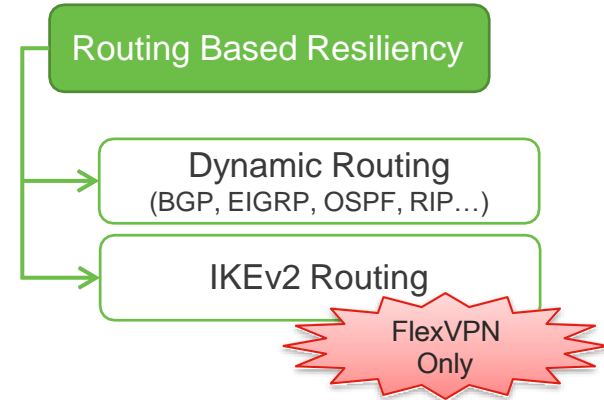 Routing Based Resiliency
Dynamic Routing
(BGP, EIGRP, OSPF, RIP…)
IKEv2 Routing
FlexVPN
Only